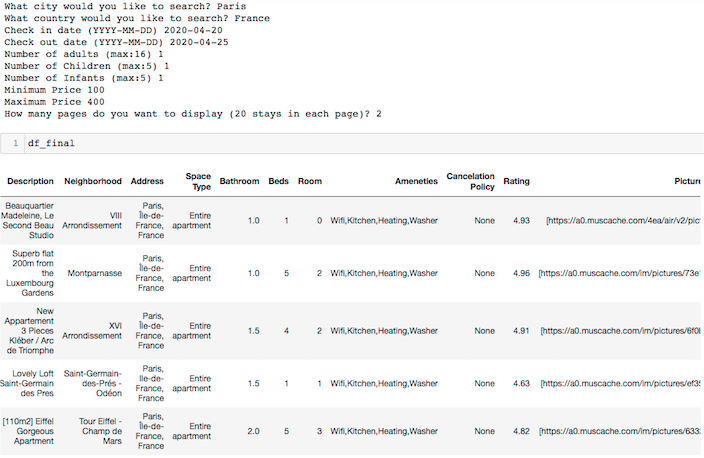 What city would you like to search? Paris
What country would you like to search? France
Check in date (YYYY-MM-DD) 2020-04-20
Check out date (YYYY-MM-DD) 2020-04-25
Number of adults (max:16) 1
Number of Children (max:5) 1
Number of Infants (max:5) 1
Minimum Price 100
Maximum Price 400
How many pages do you want to display (20 stays in each page)? 2
1 df_final
Description Neighborhood Address Space Type Bathroom Beds Room Ameneties Cancelation Policy Rating Picture
Beauquartier Madeleine, Le Second Beau Studio VIII Arrondissement Paris, Île-de-France, France Entire apartment 1.0 1 0 Wifi,Kitchen,Heating,Washer None 4.93 [https://a0.muscache.com/4ea/air/v2/pic
Superb flat 200m from the Luxembourg Gardens Montparnasse Paris, Île-de-France, France Entire apartment 1.0 5 2 Wifi,Kitchen,Heating,Washer None 4.96 [https://a0.muscache.com/im/pictures/73e
New Appartement 3 Pieces Kléber / Arc de Triomphe XVI Arrondissement Paris, Île-de-France, France Entire apartment 1.5 4 2 Wifi,Kitchen,Heating,Washer None 4.91 [https://a0.muscache.com/im/pictures/6f0
Lovely Loft Saint-Germain des Pres Saint-Germain-des-Prés - Odéon Paris, Île-de-France, France Entire apartment 1.5 1 1 Wifi,Kitchen,Heating,Washer None 4.63 [https://a0.muscache.com/im/pictures/ef3
[110m2] Eiffel Gorgeous Apartment Tour Eiffel - Champ de Mars Paris, Île-de-France, France Entire apartment 2.0 5 3 Wifi,Kitchen,Heating,Washer None 4.82 [https://a0.muscache.com/im/pictures/633